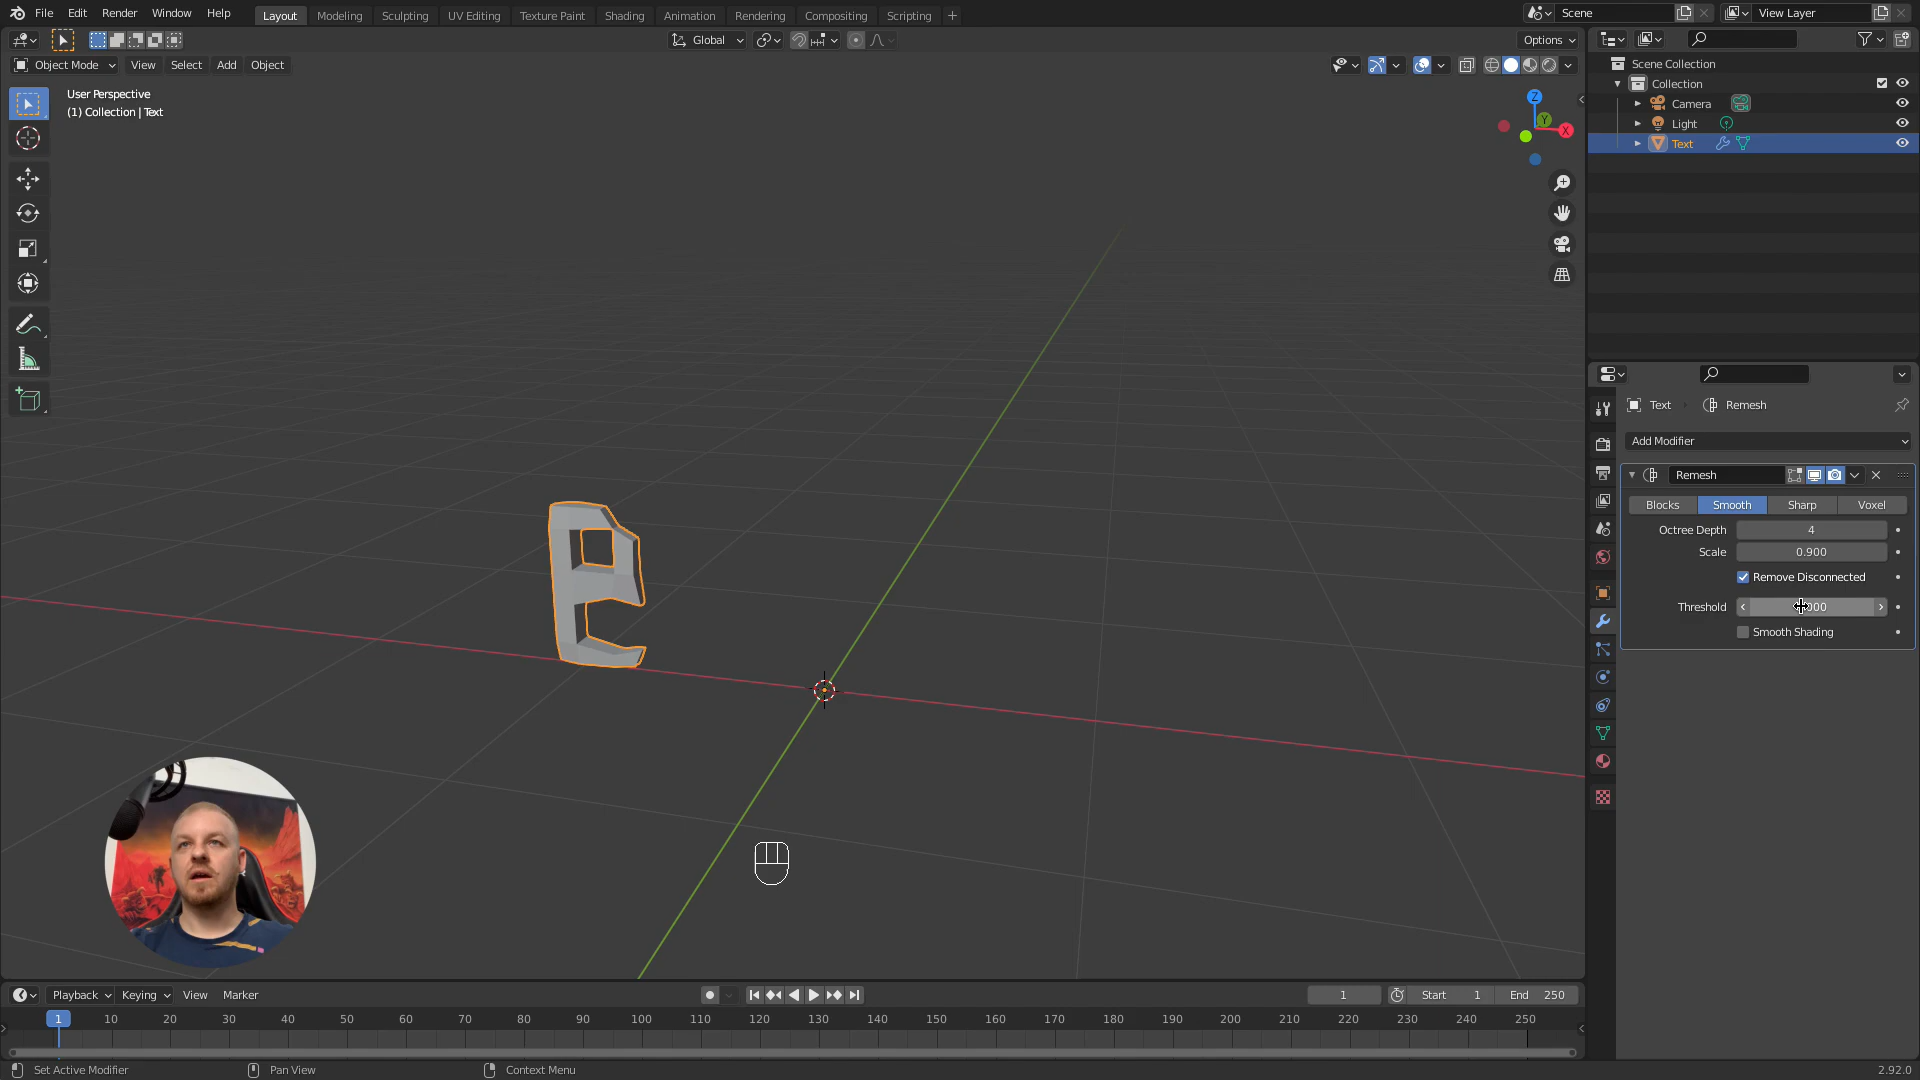 File Edit Render Window Help Layout Modeling Sculpting UV Editing Texture Paint Shading Animation Rendering Compositing Scripting Scene View Layer
Global Options
Object Mode View Select Add Object
User Perspective
(1) Collection | Text
Z
Y
X
Scene Collection
Collection
Camera
Light
Text
Text Remesh
Add Modifier
Remesh
Blocks Smooth Sharp Voxel
Octree Depth 4
Scale 0.900
Remove Disconnected
Threshold
Smooth Shading
Playback Keying View Marker 1 Start 1 End 250
1 10 20 30 40 50 60 70 80 90 100 110 120 130 140 150 160 170 180 190 200 210 220 230 240 250
Set Active Modifier Pan View Context Menu 2.92.0